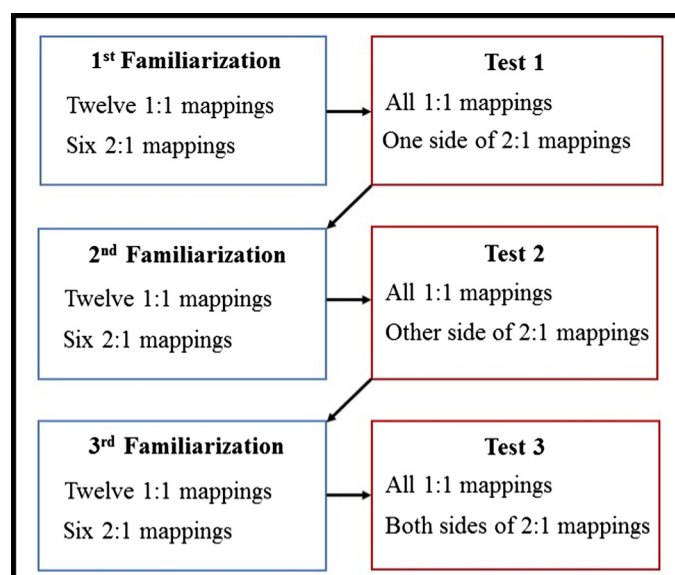 1st Familiarization
Twelve 1:1 mappings
Six 2:1 mappings
Test 1
All 1:1 mappings
One side of 2:1 mappings
2nd Familiarization
Twelve 1:1 mappings
Six 2:1 mappings
Test 2
All 1:1 mappings
Other side of 2:1 mappings
3rd Familiarization
Twelve 1:1 mappings
Six 2:1 mappings
Test 3
All 1:1 mappings
Both sides of 2:1 mappings